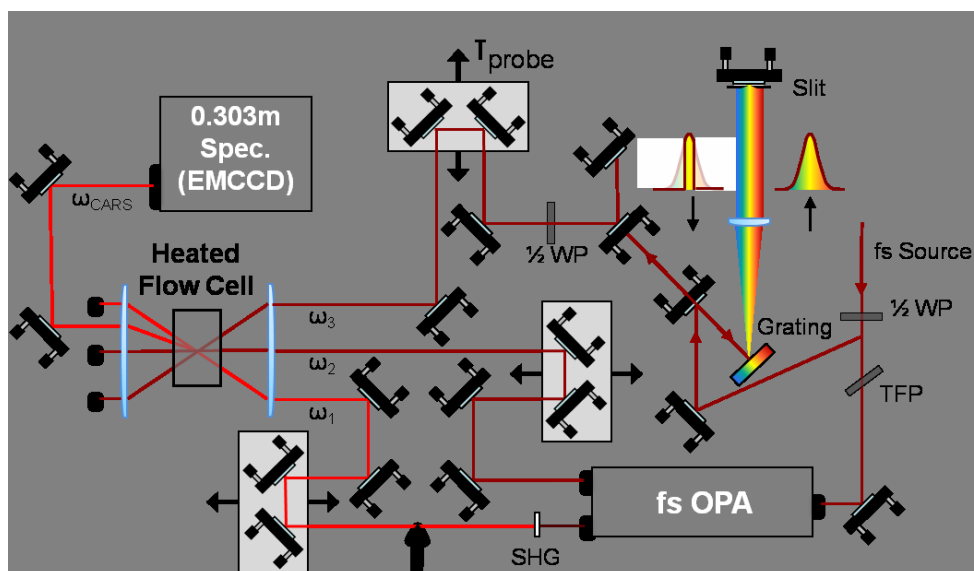 Τprobe
Slit
0.303m
Spec.
(EMCCD)
ωCARS
½ WP
fs Source
Heated
Flow Cell
½ WP
Grating
ω3
ω2
TFP
ω1
fs OPA
SHG